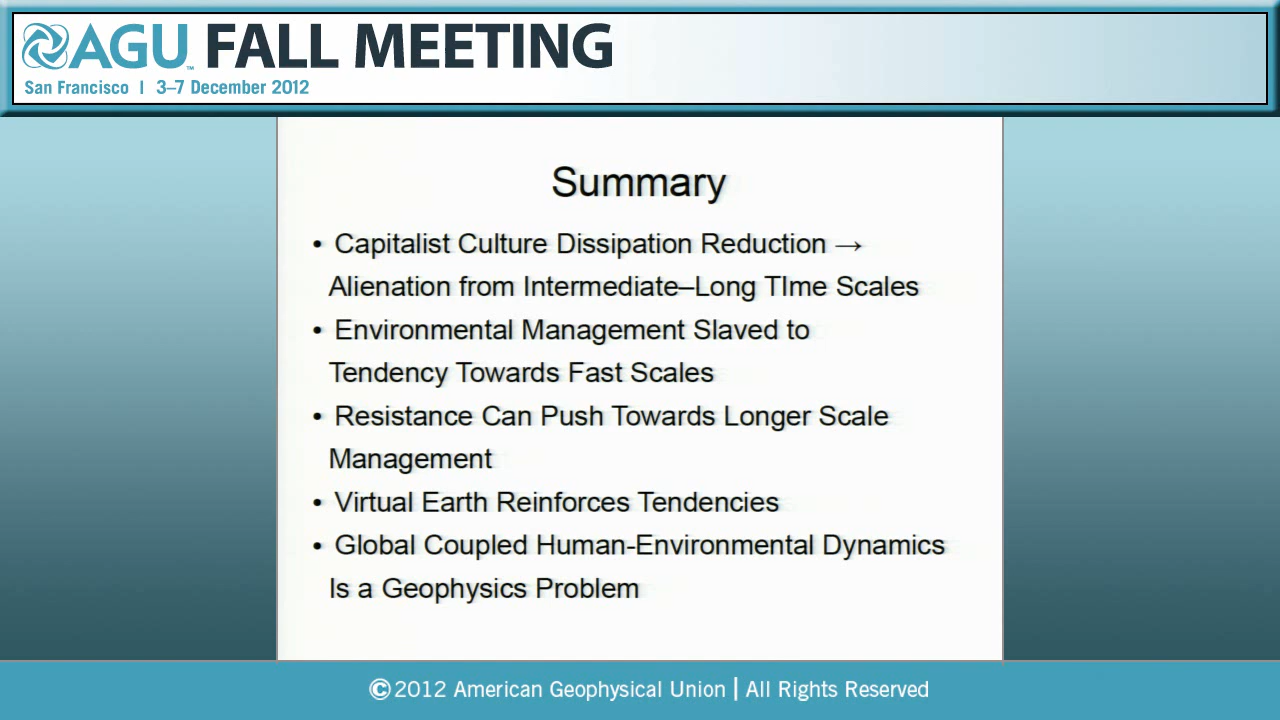 AGU™ FALL MEETING
San Francisco | 3–7 December 2012
Summary
• Capitalist Culture Dissipation Reduction →
Alienation from Intermediate–Long TIme Scales
• Environmental Management Slaved to
Tendency Towards Fast Scales
• Resistance Can Push Towards Longer Scale
Management
• Virtual Earth Reinforces Tendencies
• Global Coupled Human-Environmental Dynamics
Is a Geophysics Problem
©2012 American Geophysical Union | All Rights Reserved